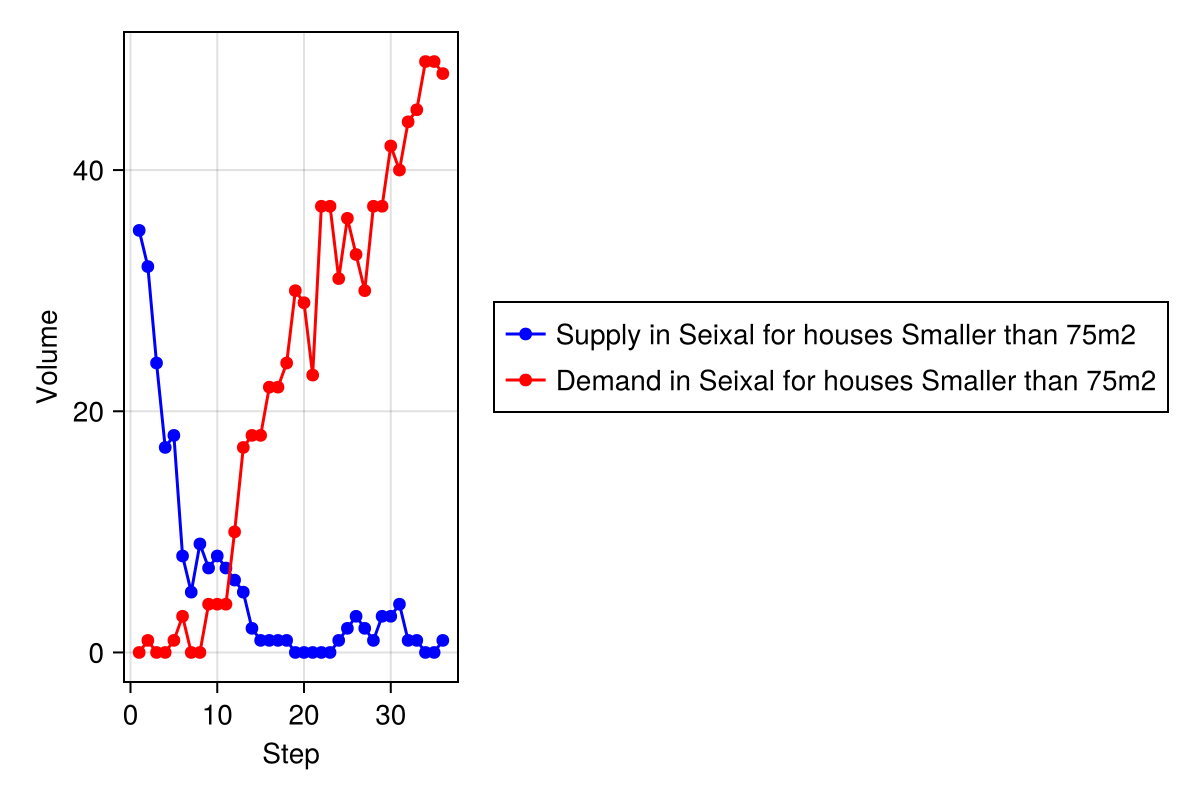 Volume
40
20
0
0 10 20 30
Step
Supply in Seixal for houses Smaller than 75m2
Demand in Seixal for houses Smaller than 75m2